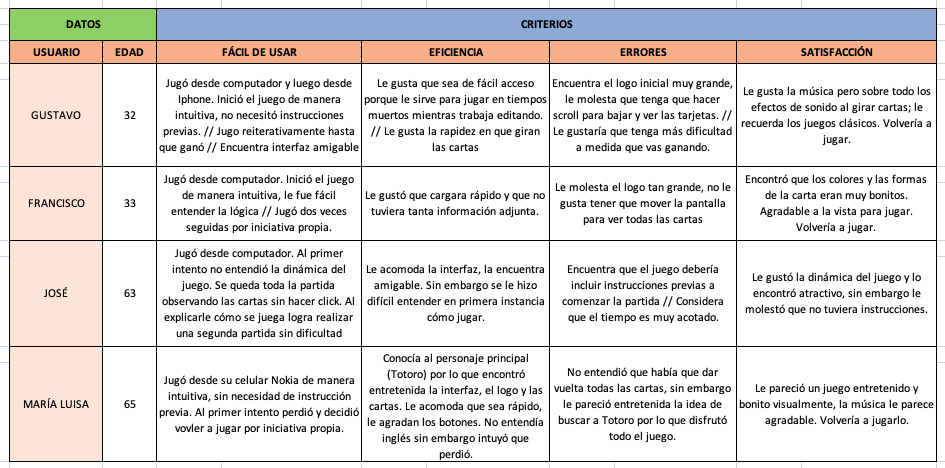 DATOS
CRITERIOS
USUARIO
EDAD
FÁCIL DE USAR
EFICIENCIA
ERRORES
SATISFACCIÓN
GUSTAVO
32
Jugó desde computador y luego desde
Iphone. Inició el juego de manera
intuitiva, no necesitó instrucciones
previas. // Jugo reiterativamente hasta
que ganó // Encuentra interfaz amigable
Le gusta que sea de fácil acceso
porque le sirve para jugar en tiempos
muertos mientras trabaja editando.
// Le gusta la rapidez en que giran
las cartas
Encuentra el logo inicial muy grande,
le molesta que tenga que hacer
scroll para bajar y ver las tarjetas. //
Le gustaría que tenga más dificultad
a medida que vas ganando.
Le gusta la música pero sobre todo los
efectos de sonido al girar cartas; le
recuerda los juegos clásicos. Volvería a
jugar.
FRANCISCO
33
Jugó desde computador. Inició el juego
de manera intuitiva, le fue fácil
entender la lógica // Jugó dos veces
seguidas por iniciativa propia.
Le gustó que cargara rápido y que no
tuviera tanta información adjunta.
Le molesta el logo tan grande, no le
gusta tener que mover la pantalla
para ver todas las cartas
Encontró que los colores y las formas
de la carta eran muy bonitos.
Agradable a la vista para jugar.
Volvería a jugar.
JOSÉ
63
Jugó desde computador. Al primer
intento no entendió la dinámica del
juego. Se queda toda la partida
observando las cartas sin hacer click. Al
explicarle cómo se juega logra realizar
una segunda partida sin dificultad
Le acomoda la interfaz, la encuentra
amigable. Sin embargo se le hizo
difícil entender en primera instancia
cómo jugar.
Encuentra que el juego debería
incluir instrucciones previas a
comenzar la partida // Considera
que el tiempo es muy acotado.
Le gustó la dinámica del juego y lo
encontró atractivo, sin embargo le
molestó que no tuviera instrucciones.
MARÍA LUISA
65
Jugó desde su celular Nokia de manera
intuitiva, sin necesidad de instrucción
previa. Al primer intento perdió y decidió
vovler a jugar por iniciativa propia.
Conocía al personaje principal
(Totoro) por lo que encontró
entretenida la interfaz, el logo y las
cartas. Le acomoda que sea rápido,
le agradan los botones. No entendía
inglés sin embargo intuyó que
perdió.
No entendió que había que dar
vuelta todas las cartas, sin embargo
le pareció entretenida la idea de
buscar a Totoro por lo que disfrutó
todo el juego.
Le pareció un juego entretenido y
bonito visualmente, la música le parece
agradable. Volvería a jugarlo.